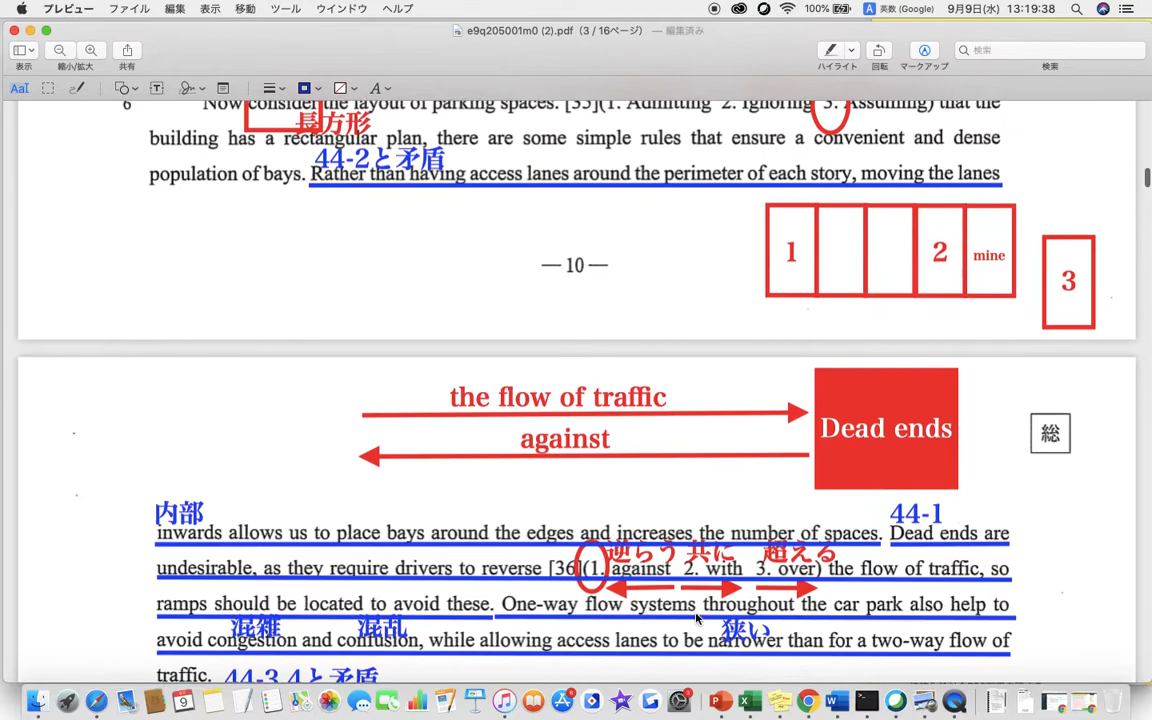 プレビュー ファイル 編集 表示 移動 ツール ウインドウ ヘルプ 100% A 英数 (Google) 9月9日(水) 13:19:38
e9q205001m0 (2).pdf（3 / 16ページ） — 編集済み
検索
表示 縮小/拡大 共有 ハイライト 回転 マークアップ 検索
6 Now consider the layout of parking spaces. [35](1. Admitting 2. Ignoring 3. Assuming) that the
長方形
building has a rectangular plan, there are some simple rules that ensure a convenient and dense
44-2と矛盾
population of bays. Rather than having access lanes around the perimeter of each story, moving the lanes
1 2 mine
3
— 10 —
the flow of traffic
against
Dead ends
総
内部 44-1
inwards allows us to place bays around the edges and increases the number of spaces. Dead ends are
逆らう 共に 超える
undesirable, as they require drivers to reverse [36](1. against 2. with 3. over) the flow of traffic, so
ramps should be located to avoid these. One-way flow systems throughout the car park also help to
混雑 混乱 狭い
avoid congestion and confusion, while allowing access lanes to be narrower than for a two-way flow of
traffic. 44-3,4と矛盾